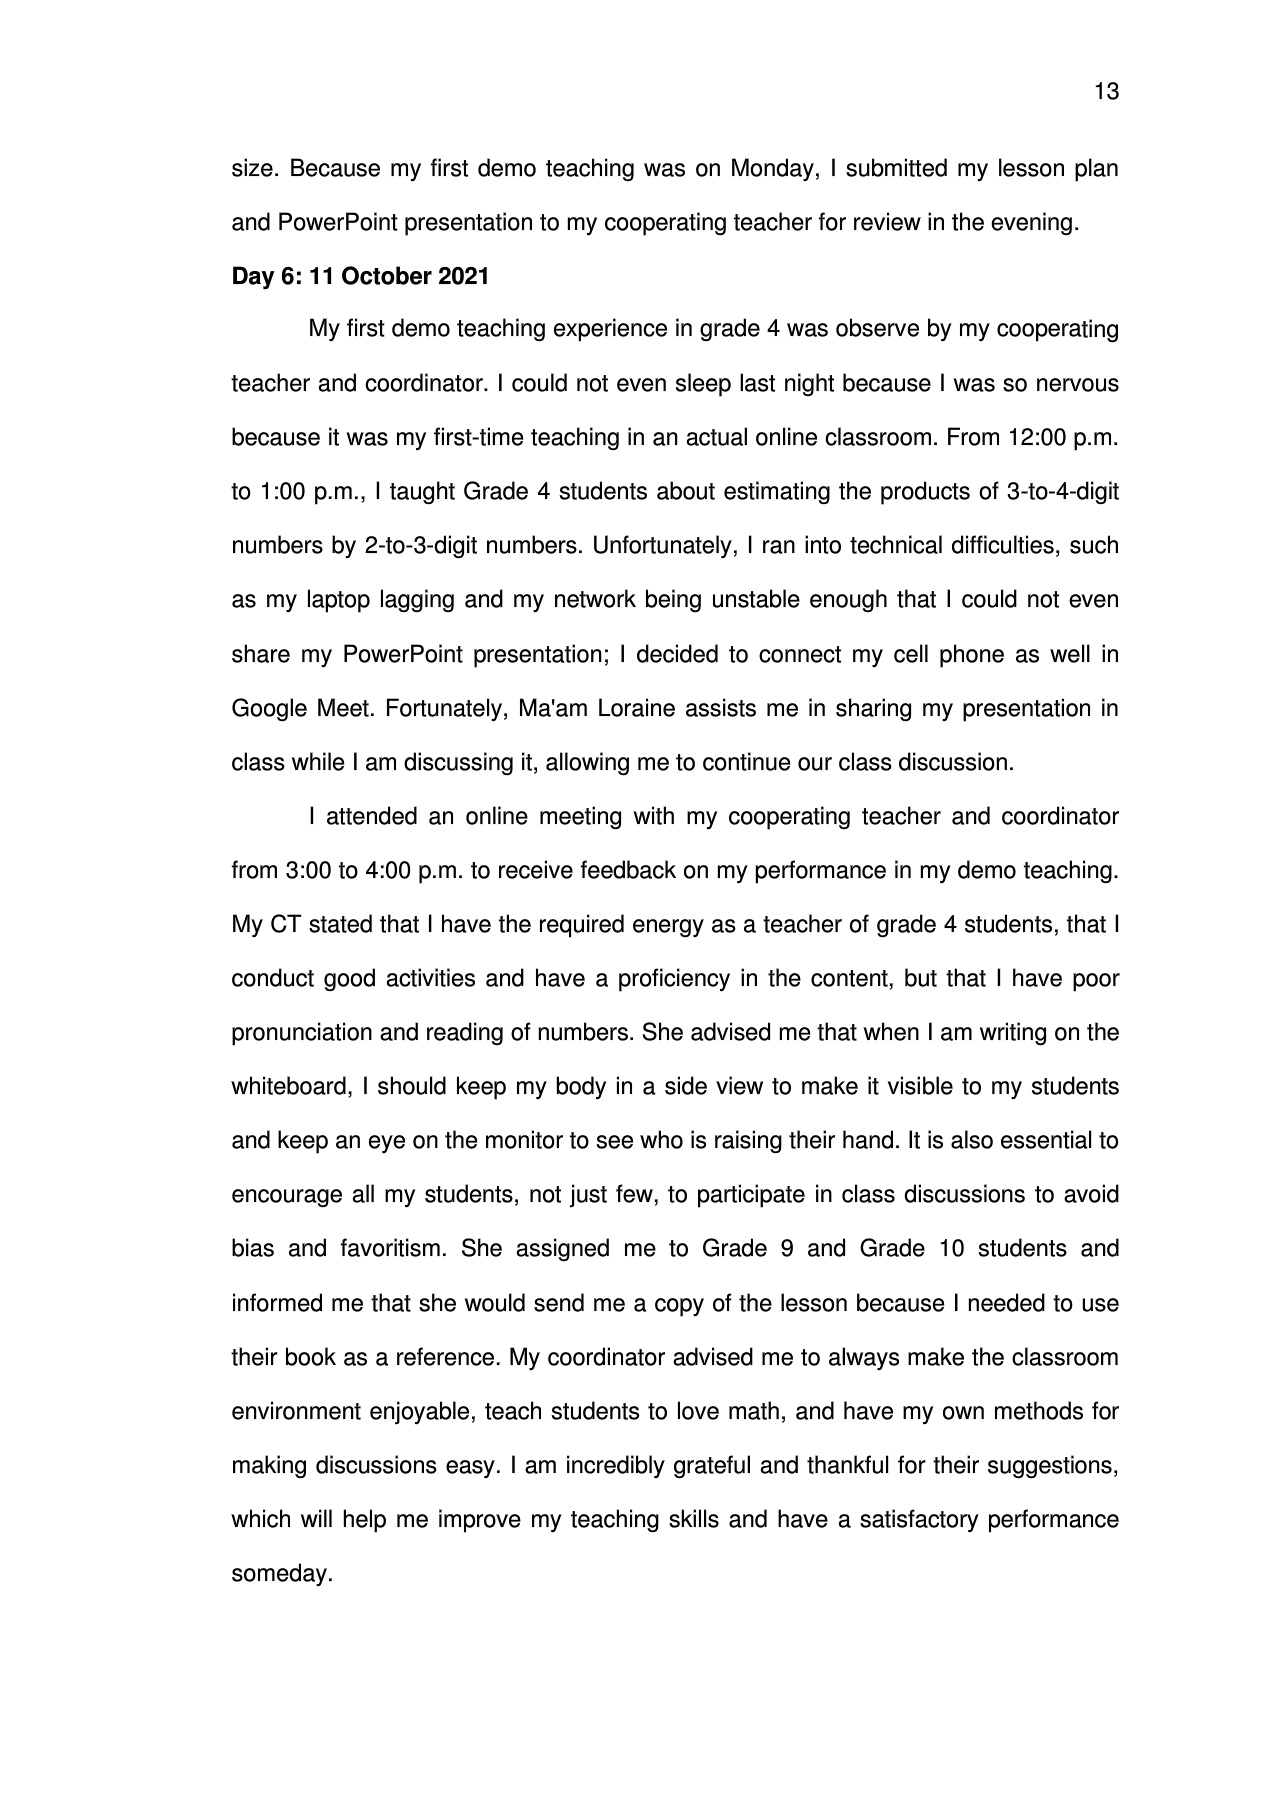 13
size. Because my first demo teaching was on Monday, I submitted my lesson plan
and PowerPoint presentation to my cooperating teacher for review in the evening.
Day 6: 11 October 2021
My first demo teaching experience in grade 4 was observe by my cooperating
teacher and coordinator. I could not even sleep last night because I was so nervous
because it was my first-time teaching in an actual online classroom. From 12:00 p.m.
to 1:00 p.m., I taught Grade 4 students about estimating the products of 3-to-4-digit
numbers by 2-to-3-digit numbers. Unfortunately, I ran into technical difficulties, such
as my laptop lagging and my network being unstable enough that I could not even
share my PowerPoint presentation; I decided to connect my cell phone as well in
Google Meet. Fortunately, Ma'am Loraine assists me in sharing my presentation in
class while I am discussing it, allowing me to continue our class discussion.
I attended an online meeting with my cooperating teacher and coordinator
from 3:00 to 4:00 p.m. to receive feedback on my performance in my demo teaching.
My CT stated that I have the required energy as a teacher of grade 4 students, that I
conduct good activities and have a proficiency in the content, but that I have poor
pronunciation and reading of numbers. She advised me that when I am writing on the
whiteboard, I should keep my body in a side view to make it visible to my students
and keep an eye on the monitor to see who is raising their hand. It is also essential to
encourage all my students, not just few, to participate in class discussions to avoid
bias and favoritism. She assigned me to Grade 9 and Grade 10 students and
informed me that she would send me a copy of the lesson because I needed to use
their book as a reference. My coordinator advised me to always make the classroom
environment enjoyable, teach students to love math, and have my own methods for
making discussions easy. I am incredibly grateful and thankful for their suggestions,
which will help me improve my teaching skills and have a satisfactory performance
someday.